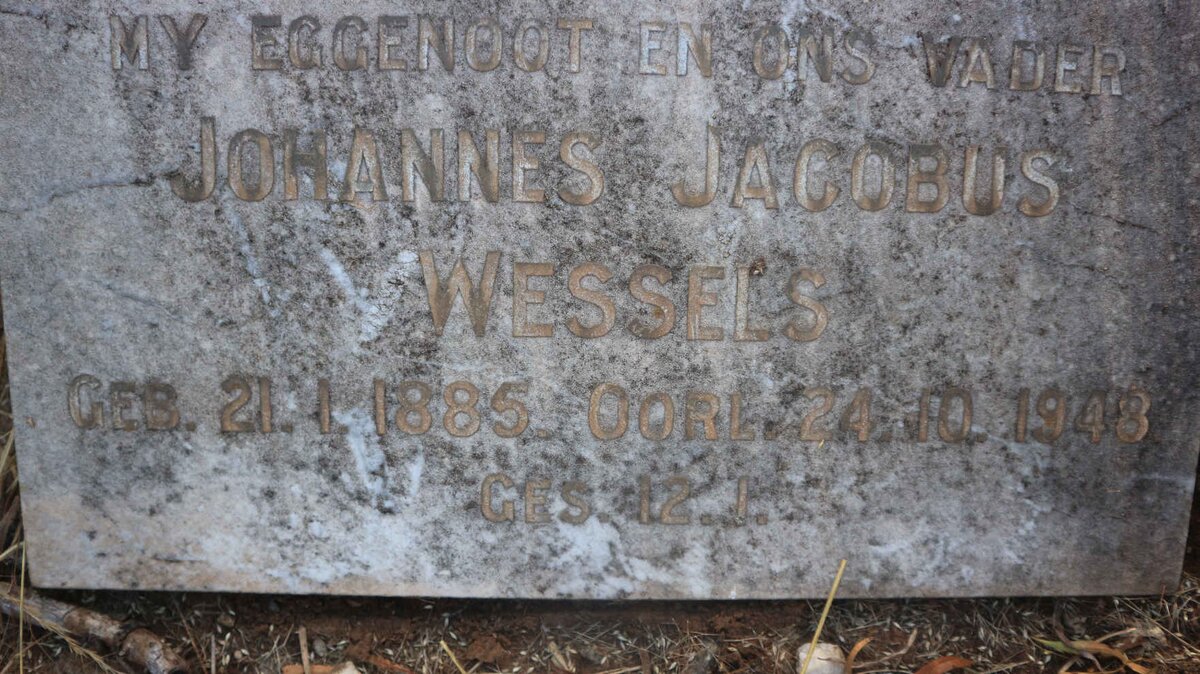 MY EGGENOOT EN ONS VADER
JOHANNES JACOBUS
WESSELS
GEB. 21. 1. 1885. OORL. 24. 10. 1948.
GES. 12. 1.